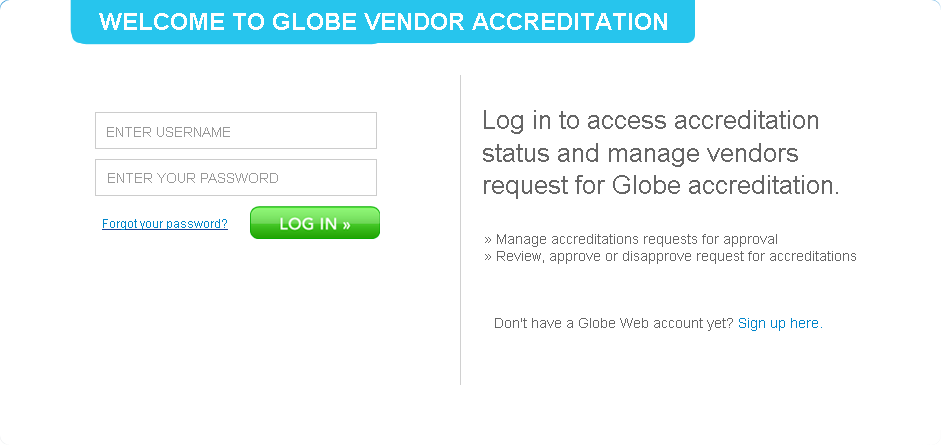 WELCOME TO GLOBE VENDOR ACCREDITATION
ENTER USERNAME
ENTER YOUR PASSWORD
Forgot your password?
LOG IN »
Log in to access accreditation
status and manage vendors
request for Globe accreditation.
» Manage accreditations requests for approval
» Review, approve or disapprove request for accreditations
Don't have a Globe Web account yet? Sign up here.